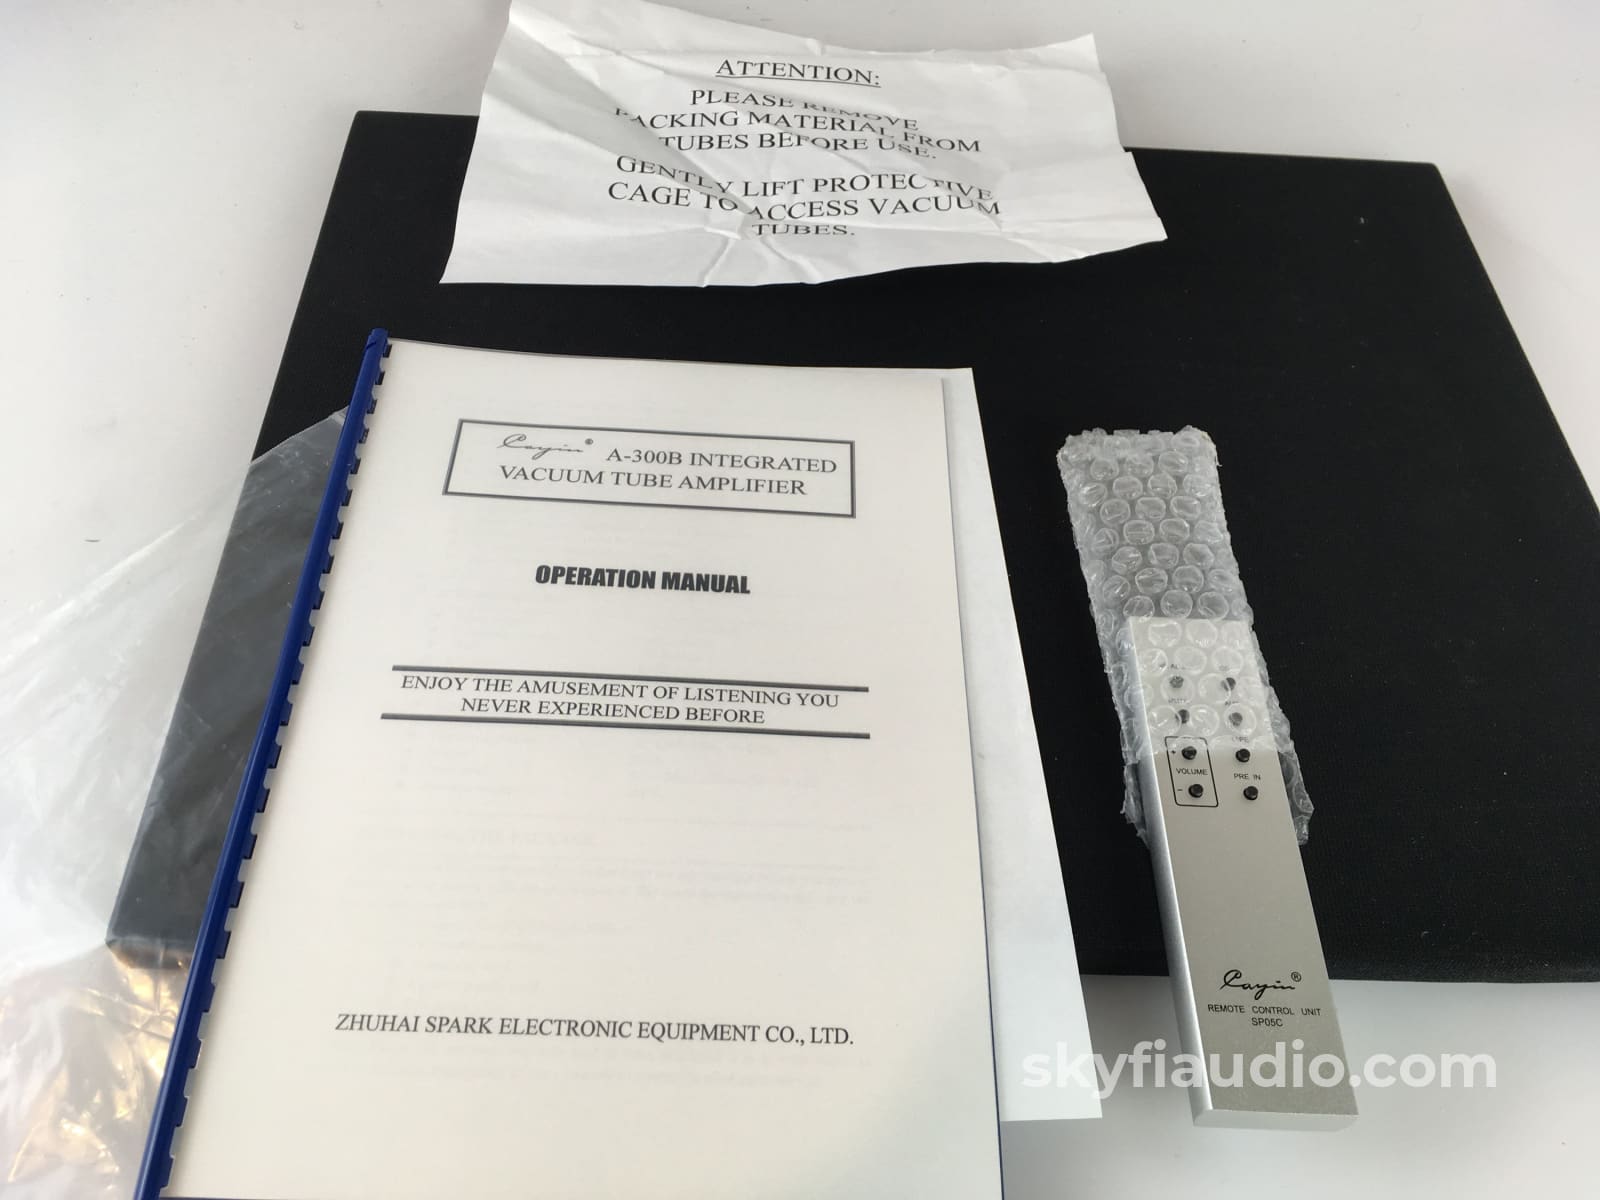 ATTENTION:
PLEASE REMOVE
PACKING MATERIAL FROM
TUBES BEFORE USE.
GENTLY LIFT PROTECTIVE
CAGE TO ACCESS VACUUM
TUBES.
Cayin® A-300B INTEGRATED
VACUUM TUBE AMPLIFIER
OPERATION MANUAL
ENJOY THE AMUSEMENT OF LISTENING YOU
NEVER EXPERIENCED BEFORE
ZHUHAI SPARK ELECTRONIC EQUIPMENT CO., LTD.
+
VOLUME
PRE IN
-
Cayin®
REMOTE CONTROL UNIT
SP05C
skyfiaudio.com